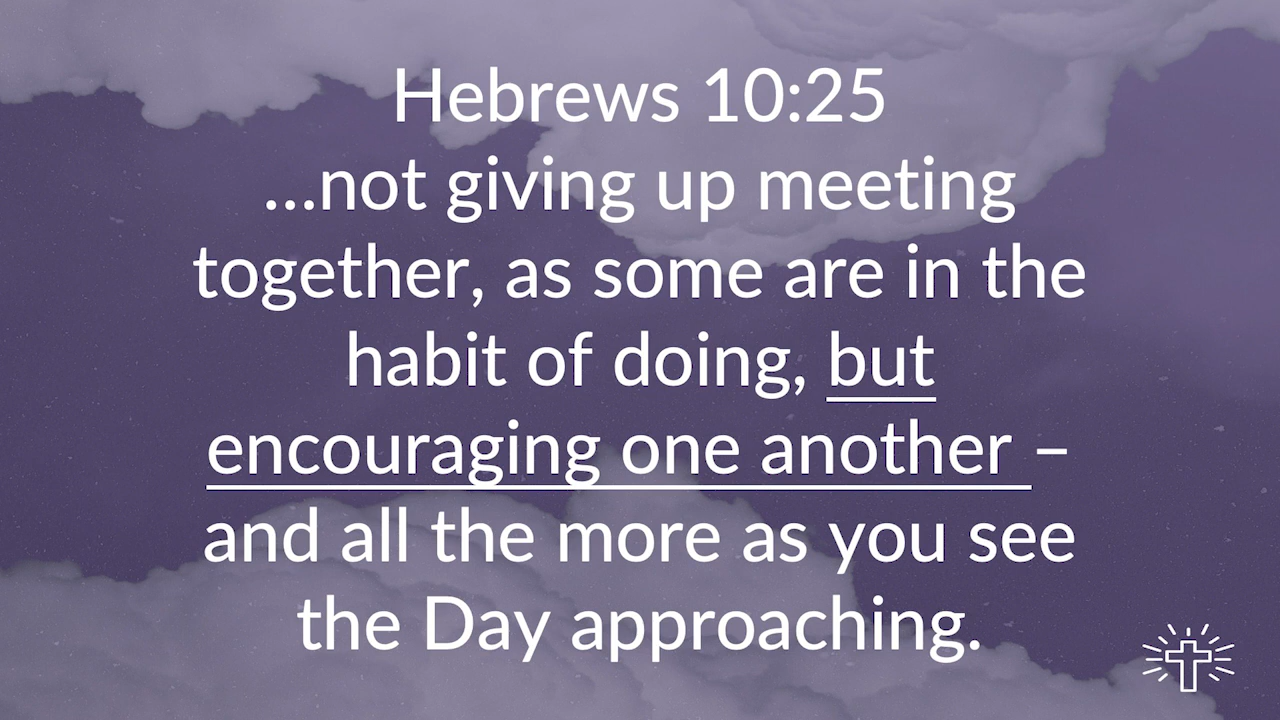 Hebrews 10:25
...not giving up meeting
together, as some are in the
habit of doing, but
encouraging one another –
and all the more as you see
the Day approaching.